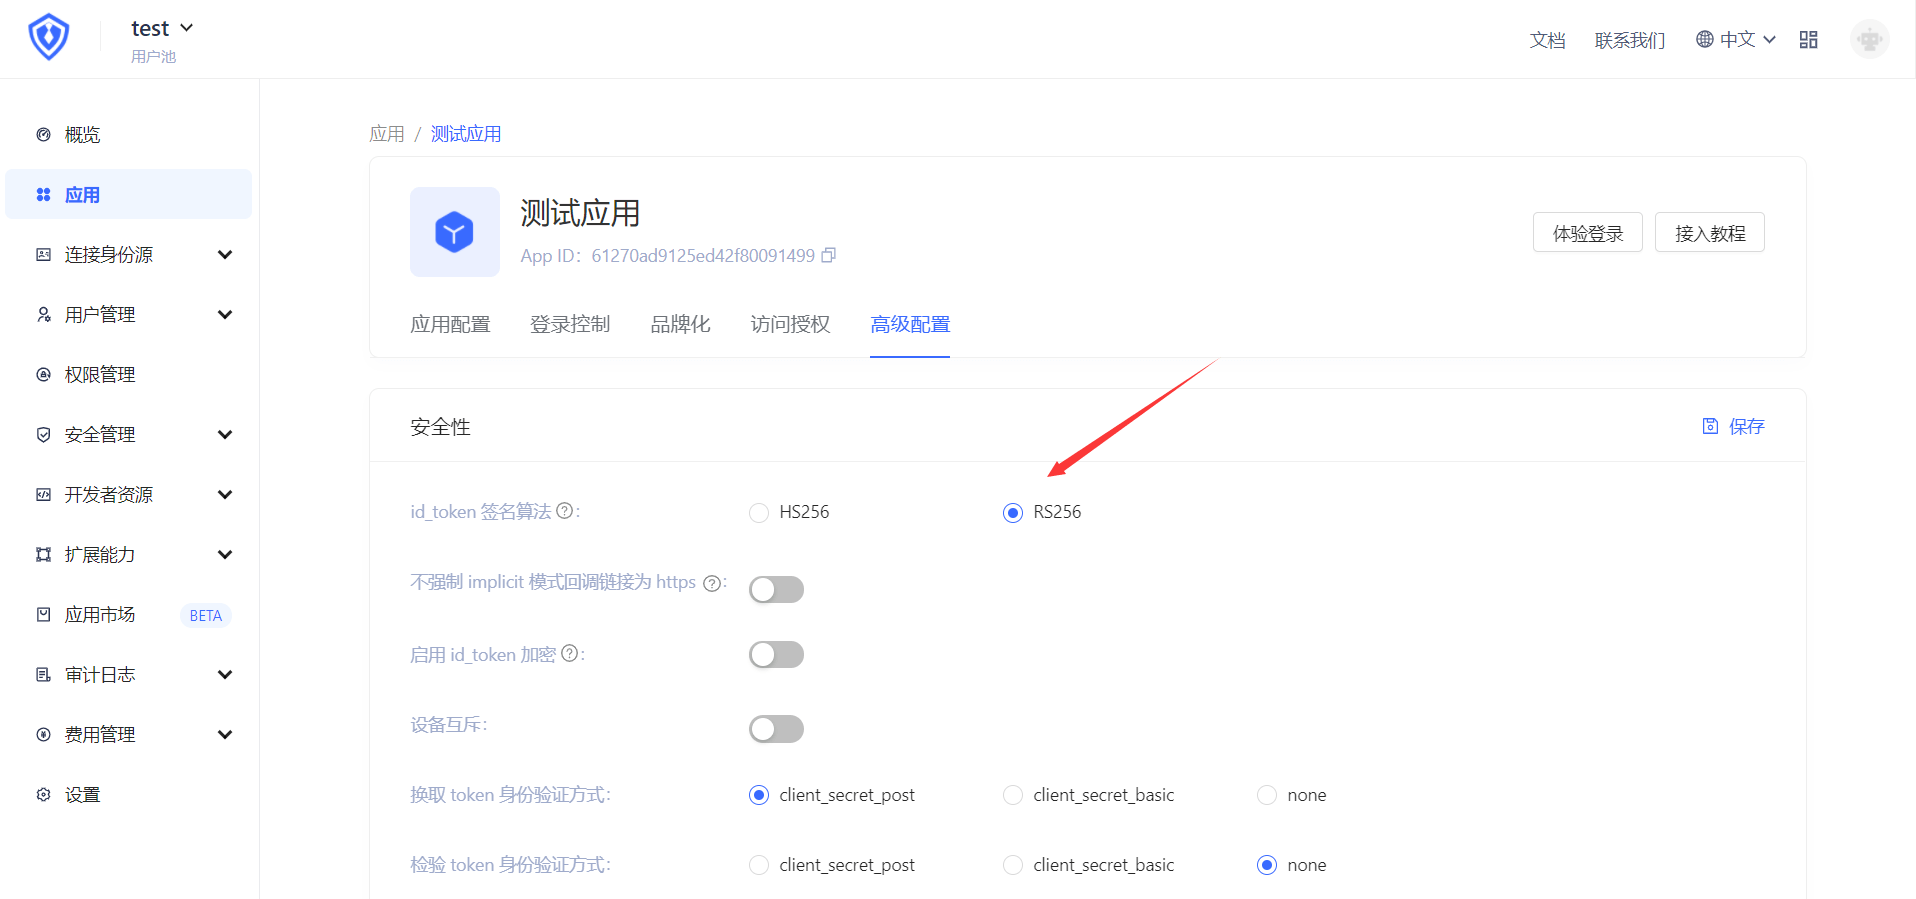 test
用户池
文档
联系我们
中文
概览
应用
连接身份源
用户管理
权限管理
安全管理
开发者资源
扩展能力
应用市场 BETA
审计日志
费用管理
设置
应用 / 测试应用
测试应用
App ID: 61270ad9125ed42f80091499
体验登录
接入教程
应用配置 登录控制 品牌化 访问授权 高级配置
安全性
保存
id_token 签名算法 ? : HS256 RS256
不强制 implicit 模式回调链接为 https ? :
启用 id_token 加密 ? :
设备互斥:
换取 token 身份验证方式: client_secret_post client_secret_basic none
检验 token 身份验证方式: client_secret_post client_secret_basic none